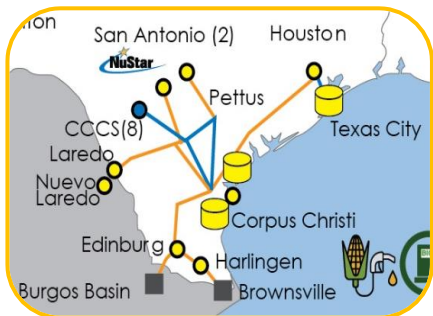 ton
San Antonio (2)
Houston
NuStar
Pettus
CCCS(8)
Texas City
Laredo
Nuevo
Laredo
Corpus Christi
Edinburg
Harlingen
Burgos Basin
Brownsville